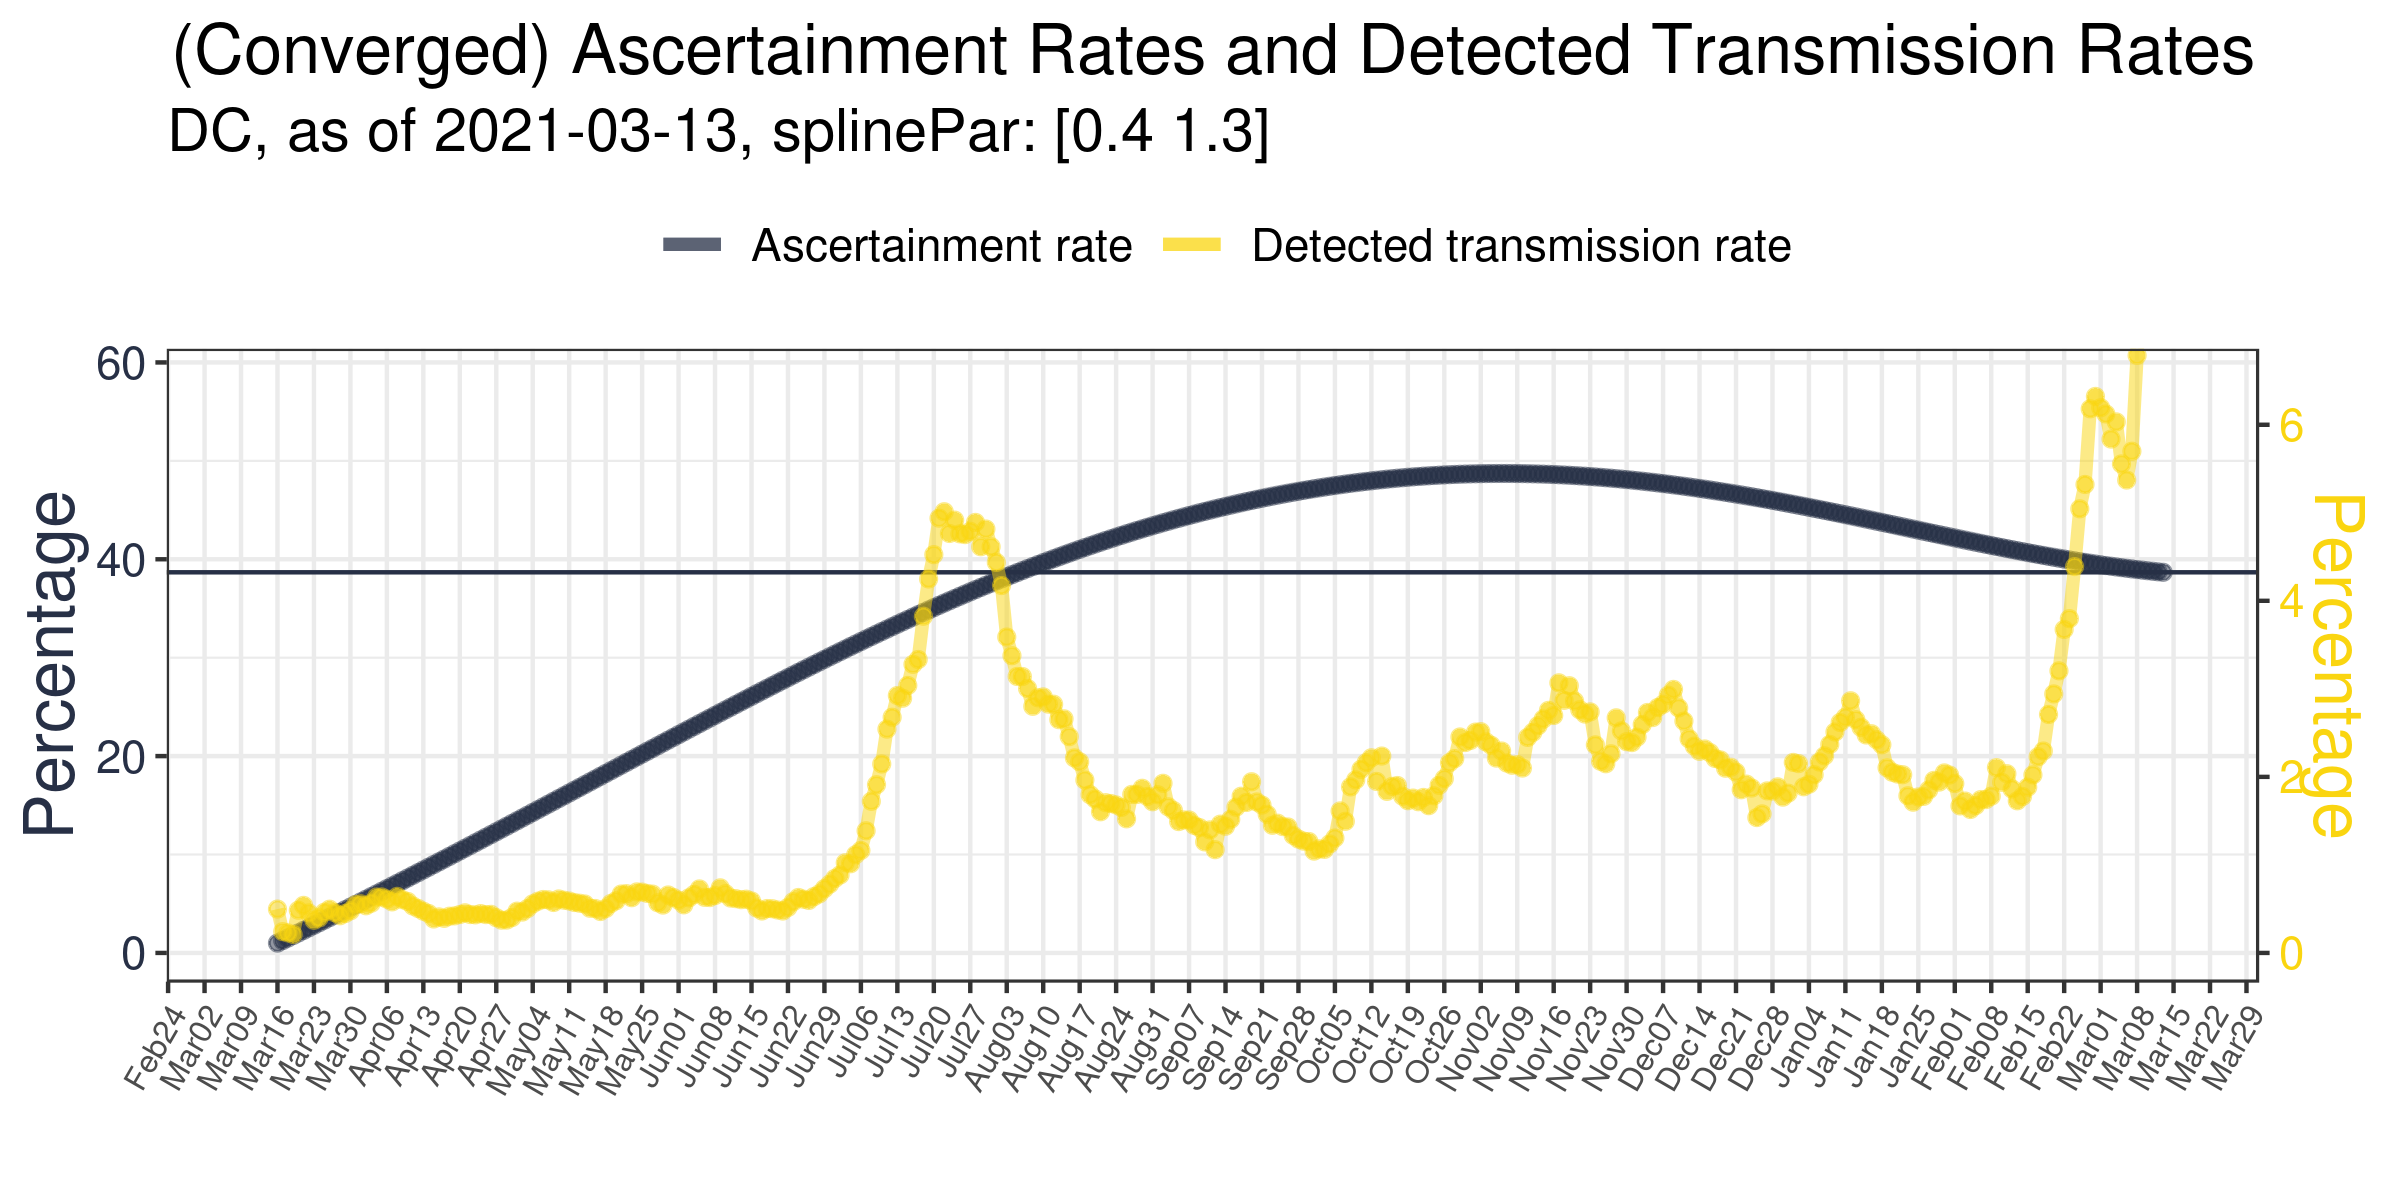 (Converged) Ascertainment Rates and Detected Transmission Rates
DC, as of 2021-03-13, splinePar: [0.4 1.3]
Ascertainment rate
Detected transmission rate
Percentage
60
40
20
0
6
4
2
0
Percentage
Feb24
Mar02
Mar09
Mar16
Mar23
Mar30
Apr06
Apr13
Apr20
Apr27
May04
May11
May18
May25
Jun01
Jun08
Jun15
Jun22
Jun29
Jul06
Jul13
Jul20
Jul27
Aug03
Aug10
Aug17
Aug24
Aug31
Sep07
Sep14
Sep21
Sep28
Oct05
Oct12
Oct19
Oct26
Nov02
Nov09
Nov16
Nov23
Nov30
Dec07
Dec14
Dec21
Dec28
Jan04
Jan11
Jan18
Jan25
Feb01
Feb08
Feb15
Feb22
Mar01
Mar08
Mar15
Mar22
Mar29